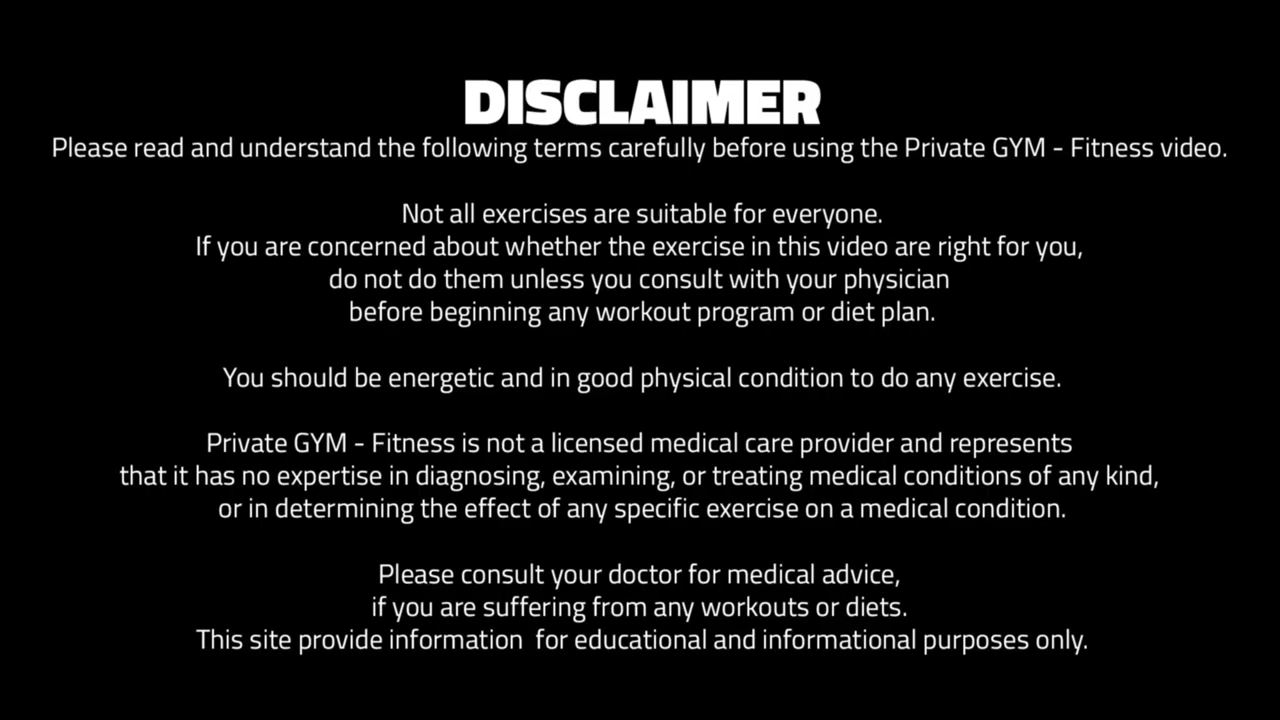 DISCLAIMER
Please read and understand the following terms carefully before using the Private GYM - Fitness video.
Not all exercises are suitable for everyone.
If you are concerned about whether the exercise in this video are right for you,
do not do them unless you consult with your physician
before beginning any workout program or diet plan.
You should be energetic and in good physical condition to do any exercise.
Private GYM - Fitness is not a licensed medical care provider and represents
that it has no expertise in diagnosing, examining, or treating medical conditions of any kind,
or in determining the effect of any specific exercise on a medical condition.
Please consult your doctor for medical advice,
if you are suffering from any workouts or diets.
This site provide information  for educational and informational purposes only.